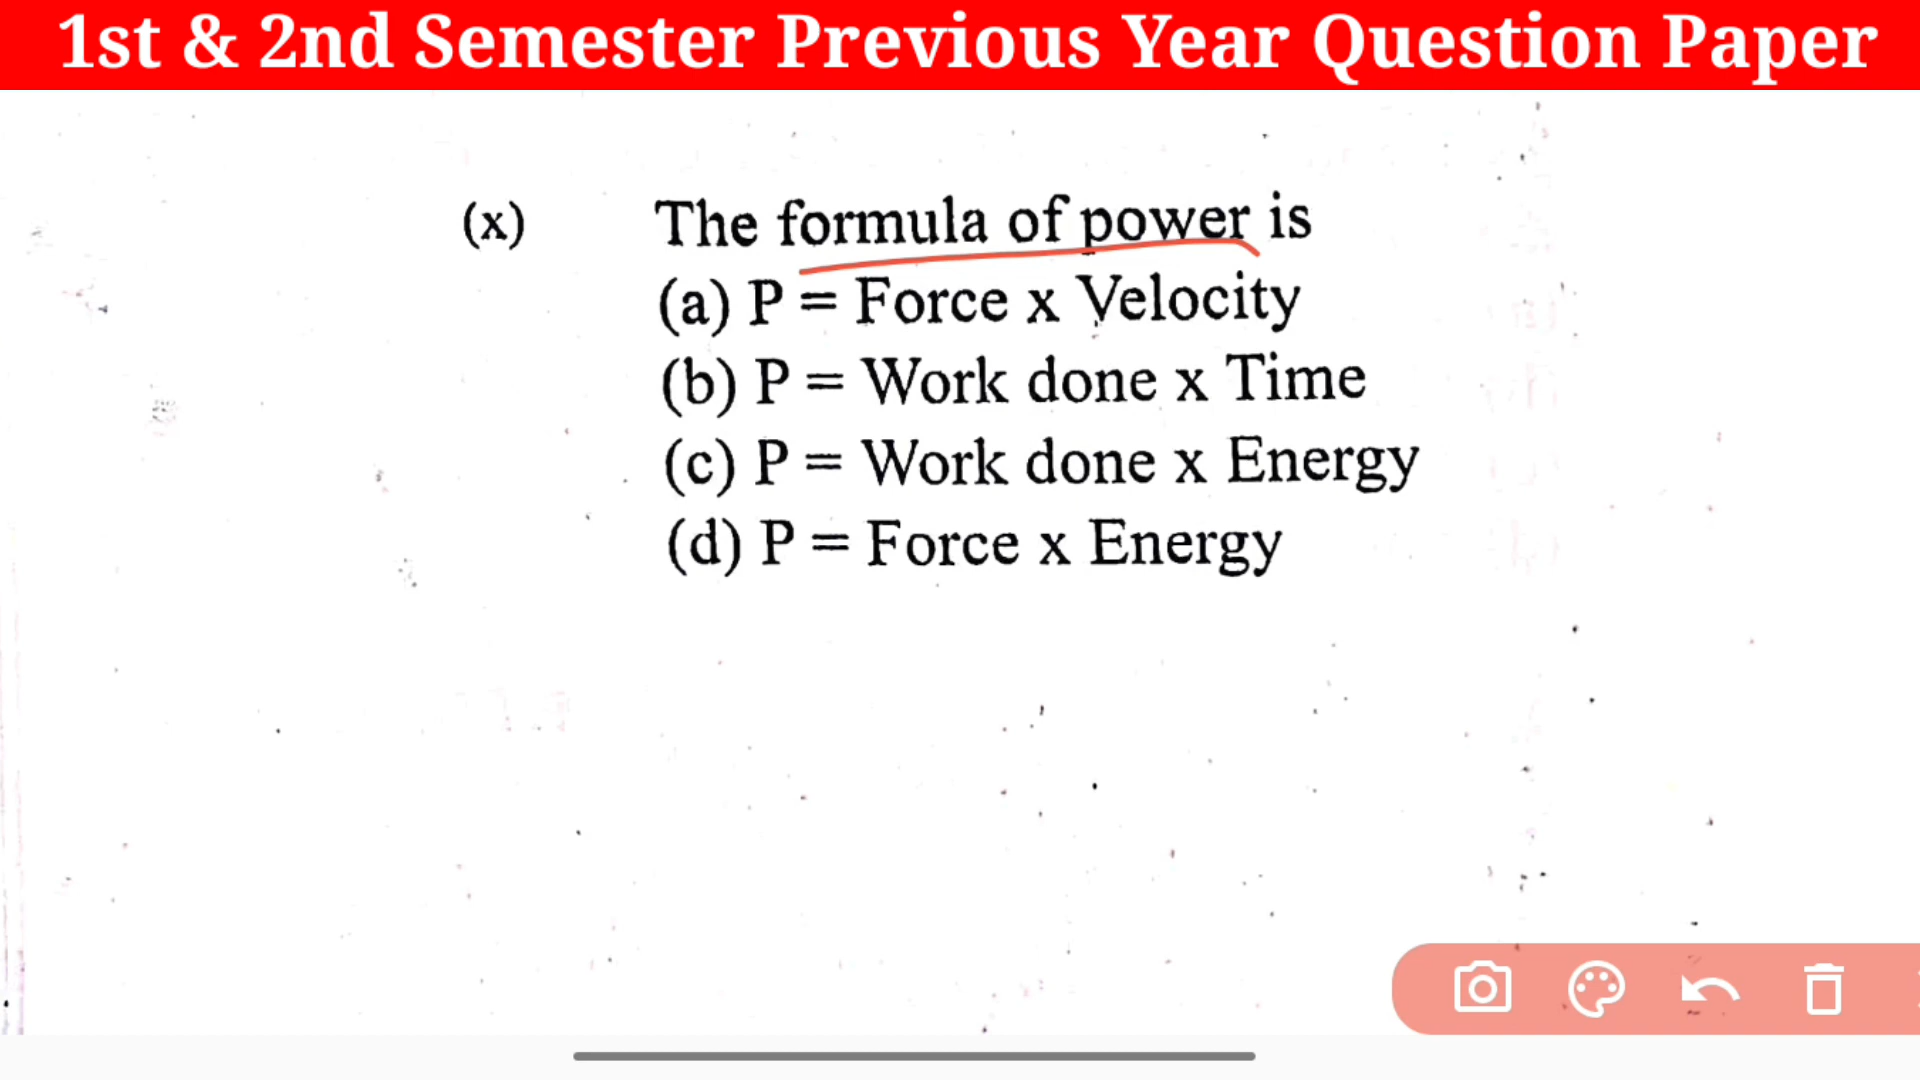 1st & 2nd Semester Previous Year Question Paper
(x) The formula of power is
(a) P = Force x Velocity
(b) P = Work done x Time
(c) P = Work done x Energy
(d) P = Force x Energy